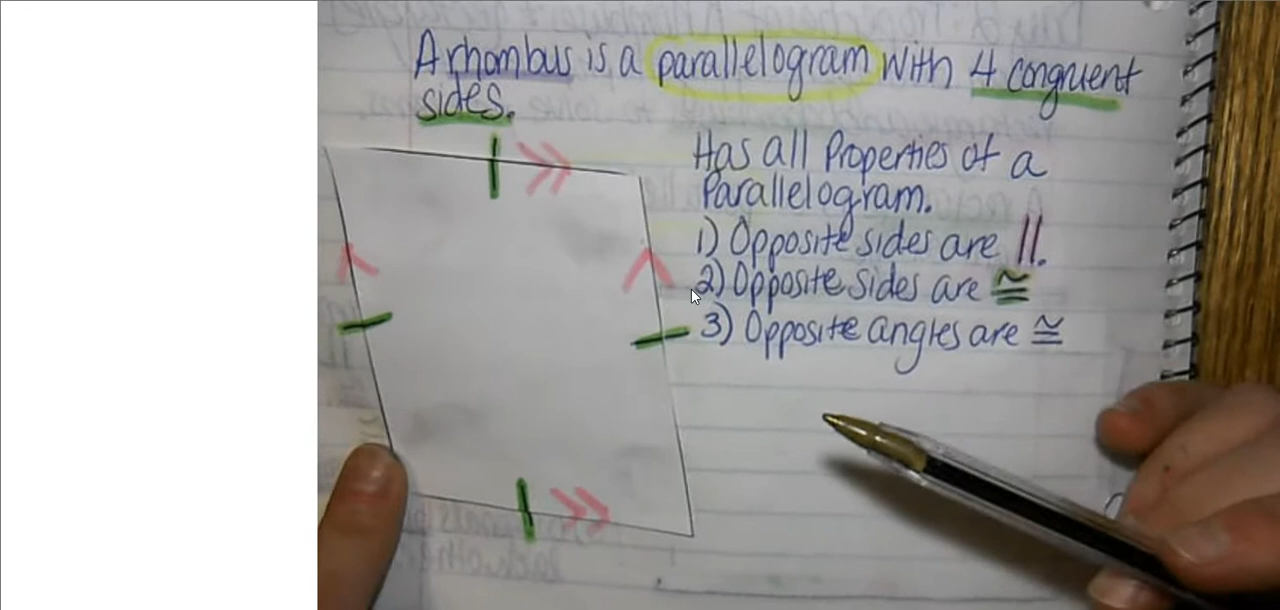 A rhombus is a parallelogram with 4 congruent
sides.
Has all Properties of a
Parallelogram.
1) Opposite sides are ||.
2) Opposite sides are ≅
3) Opposite angles are ≅